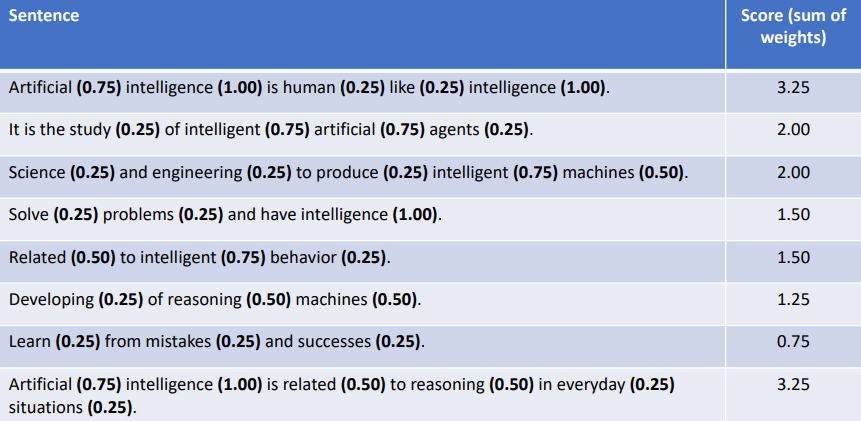 Sentence Score (sum of
weights)
Artificial (0.75) intelligence (1.00) is human (0.25) like (0.25) intelligence (1.00). 3.25
It is the study (0.25) of intelligent (0.75) artificial (0.75) agents (0.25). 2.00
Science (0.25) and engineering (0.25) to produce (0.25) intelligent (0.75) machines (0.50). 2.00
Solve (0.25) problems (0.25) and have intelligence (1.00). 1.50
Related (0.50) to intelligent (0.75) behavior (0.25). 1.50
Developing (0.25) of reasoning (0.50) machines (0.50). 1.25
Learn (0.25) from mistakes (0.25) and successes (0.25). 0.75
Artificial (0.75) intelligence (1.00) is related (0.50) to reasoning (0.50) in everyday (0.25) 3.25
situations (0.25).